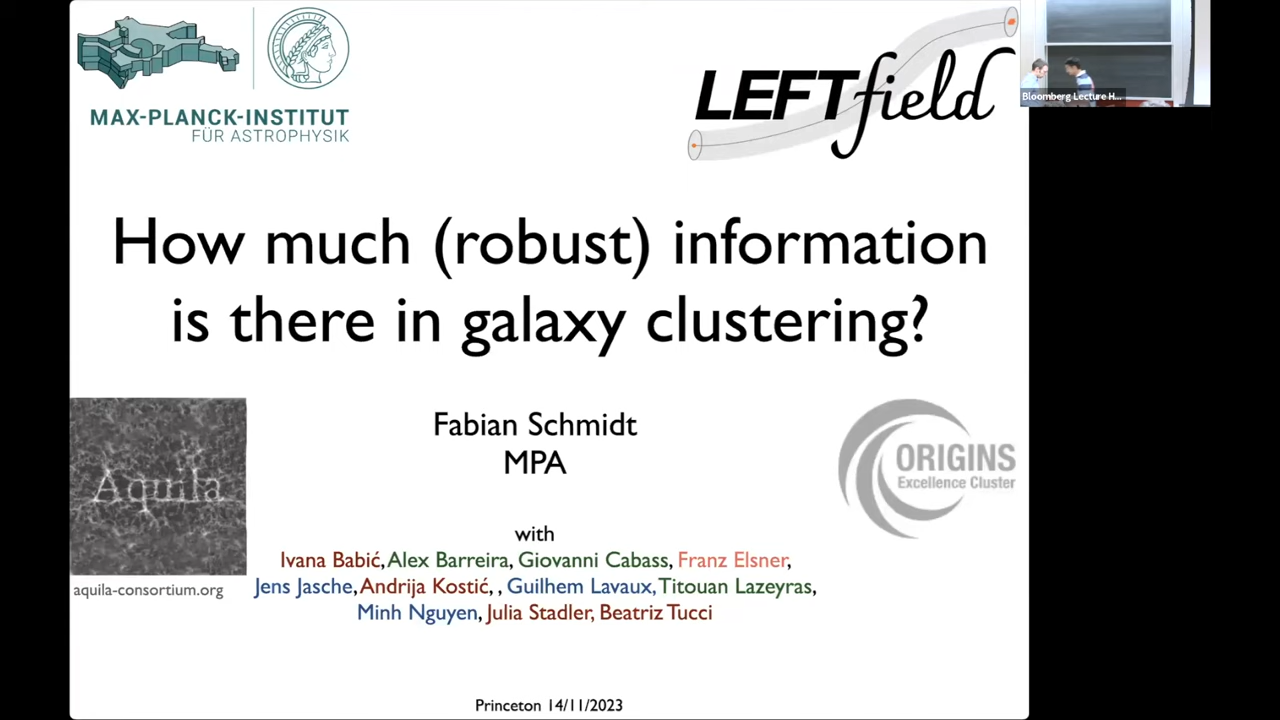 MAX-PLANCK-INSTITUT
FÜR ASTROPHYSIK
LEFTfield
Bloomberg Lecture H...
How much (robust) information
is there in galaxy clustering?
Aquila
aquila-consortium.org
Fabian Schmidt
MPA
ORIGINS
Excellence Cluster
with
Ivana Babić, Alex Barreira, Giovanni Cabass, Franz Elsner,
Jens Jasche, Andrija Kostić, , Guilhem Lavaux, Titouan Lazeyras,
Minh Nguyen, Julia Stadler, Beatriz Tucci
Princeton 14/11/2023